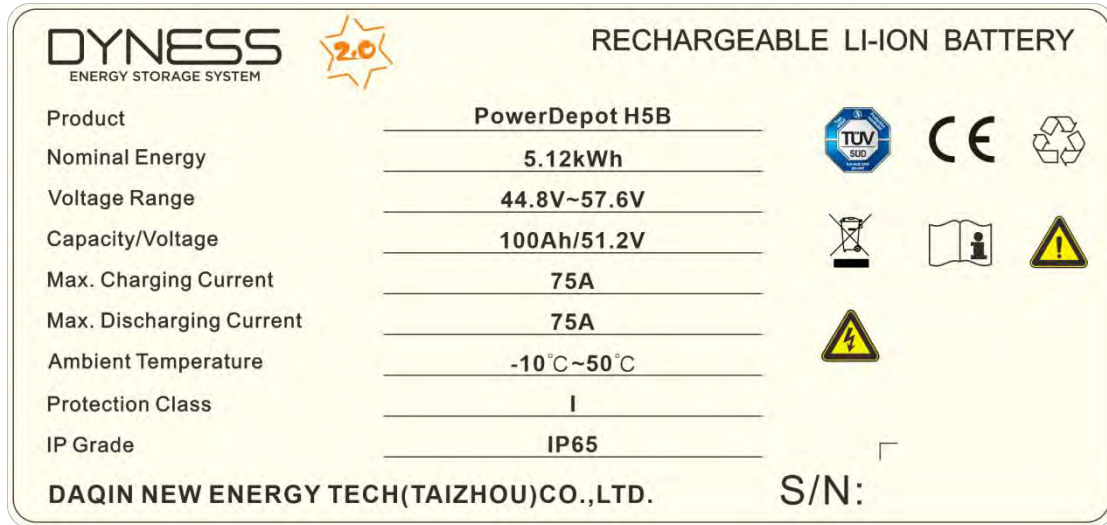 DYNESS
ENERGY STORAGE SYSTEM
2.0
RECHARGEABLE LI-ION BATTERY
Product PowerDepot H5B
Nominal Energy 5.12kWh
Voltage Range 44.8V~57.6V
Capacity/Voltage 100Ah/51.2V
Max. Charging Current 75A
Max. Discharging Current 75A
Ambient Temperature -10℃~50℃
Protection Class I
IP Grade IP65
TÜV
SÜD
CE
DAQIN NEW ENERGY TECH(TAIZHOU)CO.,LTD.
S/N: